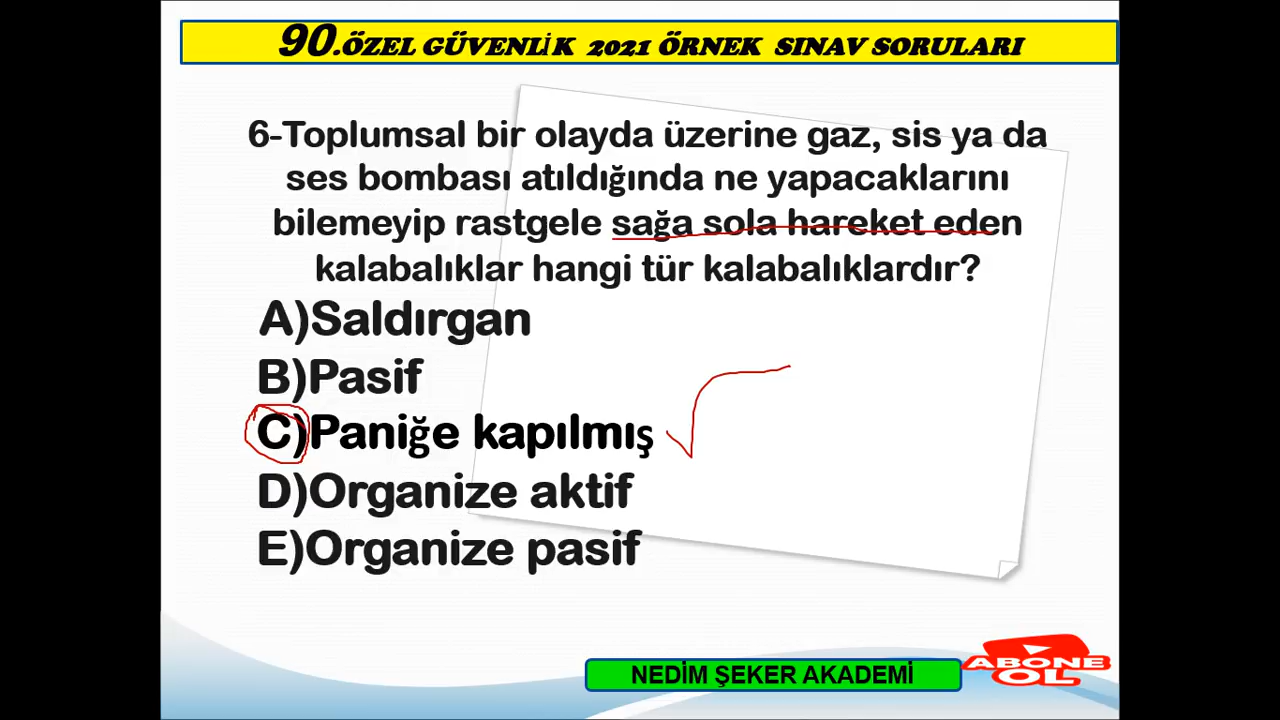 90.ÖZEL GÜVENLİK 2021 ÖRNEK SINAV SORULARI
6-Toplumsal bir olayda üzerine gaz, sis ya da
ses bombası atıldığında ne yapacaklarını
bilemeyip rastgele sağa sola hareket eden
kalabalıklar hangi tür kalabalıklardır?
A)Saldırgan
B)Pasif
C)Paniğe kapılmış
D)Organize aktif
E)Organize pasif
NEDİM ŞEKER AKADEMİ
ABONE
OL